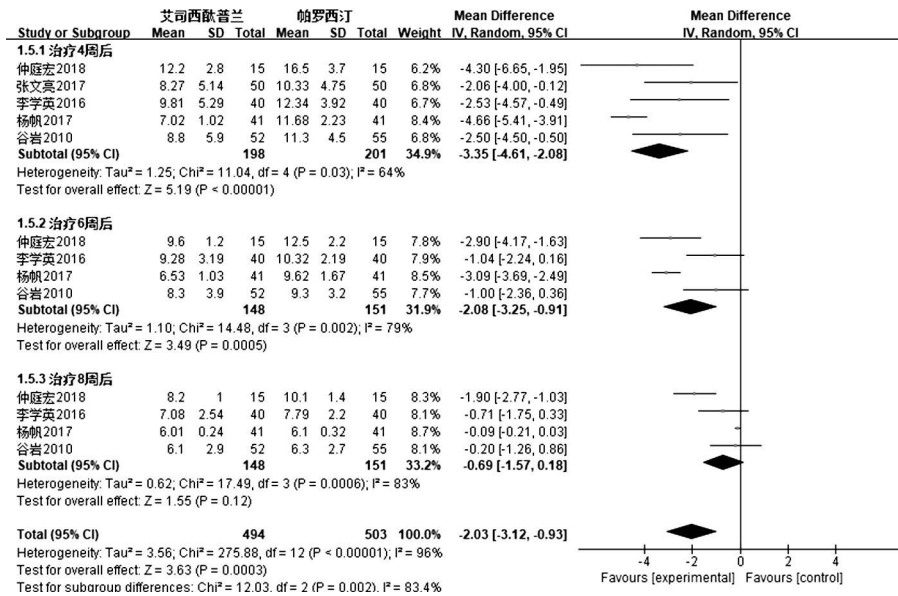 艾司西酞普兰 帕罗西汀 Mean Difference Mean Difference
Study or Subgroup Mean SD Total Mean SD Total Weight IV, Random, 95% CI IV, Random, 95% CI
1.5.1 治疗4周后
仲庭宏2018 12.2 2.8 15 16.5 3.7 15 6.2% -4.30 [-6.65, -1.95]
张文亮2017 8.27 5.14 50 10.33 4.75 50 6.9% -2.06 [-4.00, -0.12]
李学英2016 9.81 5.29 40 12.34 3.92 40 6.7% -2.53 [-4.57, -0.49]
杨帆2017 7.02 1.02 41 11.68 2.23 41 8.4% -4.66 [-5.41, -3.91]
谷岩2010 8.8 5.9 52 11.3 4.5 55 6.8% -2.50 [-4.50, -0.50]
Subtotal (95% CI) 198 201 34.9% -3.35 [-4.61, -2.08]
Heterogeneity: Tau² = 1.25; Chi² = 11.04, df = 4 (P = 0.03); I² = 64%
Test for overall effect: Z = 5.19 (P < 0.00001)
1.5.2 治疗6周后
仲庭宏2018 9.6 1.2 15 12.5 2.2 15 7.8% -2.90 [-4.17, -1.63]
李学英2016 9.28 3.19 40 10.32 2.19 40 7.9% -1.04 [-2.24, 0.16]
杨帆2017 6.53 1.03 41 9.62 1.67 41 8.5% -3.09 [-3.69, -2.49]
谷岩2010 8.3 3.9 52 9.3 3.2 55 7.7% -1.00 [-2.36, 0.36]
Subtotal (95% CI) 148 151 31.9% -2.08 [-3.25, -0.91]
Heterogeneity: Tau² = 1.10; Chi² = 14.48, df = 3 (P = 0.002); I² = 79%
Test for overall effect: Z = 3.49 (P = 0.0005)
1.5.3 治疗8周后
仲庭宏2018 8.2 1 15 10.1 1.4 15 8.3% -1.90 [-2.77, -1.03]
李学英2016 7.08 2.54 40 7.79 2.2 40 8.1% -0.71 [-1.75, 0.33]
杨帆2017 6.01 0.24 41 6.1 0.32 41 8.7% -0.09 [-0.21, 0.03]
谷岩2010 6.1 2.9 52 6.3 2.7 55 8.1% -0.20 [-1.26, 0.86]
Subtotal (95% CI) 148 151 33.2% -0.69 [-1.57, 0.18]
Heterogeneity: Tau² = 0.62; Chi² = 17.49, df = 3 (P = 0.0006); I² = 83%
Test for overall effect: Z = 1.55 (P = 0.12)
Total (95% CI) 494 503 100.0% -2.03 [-3.12, -0.93]
Heterogeneity: Tau² = 3.56; Chi² = 275.88, df = 12 (P < 0.00001); I² = 96%
Test for overall effect: Z = 3.63 (P = 0.0003)
Test for subgroup differences: Chi² = 12.03, df = 2 (P = 0.002), I² = 83.4%
-4 -2 0 2 4
Favours [experimental] Favours [control]